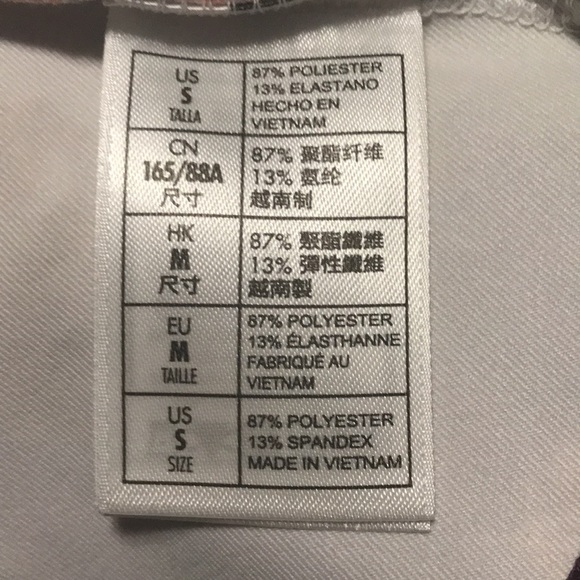 US
S
TALLA
87% POLIESTER
13% ELASTANO
HECHO EN
VIETNAM
CN
165/88A
尺寸
87% 聚酯纤维
13% 氨纶
越南制
HK
M
尺寸
87% 聚酯纖維
13% 彈性纖維
越南製
EU
M
TAILLE
87% POLYESTER
13% ÉLASTHANNE
FABRIQUÉ AU
VIETNAM
US
S
SIZE
87% POLYESTER
13% SPANDEX
MADE IN VIETNAM